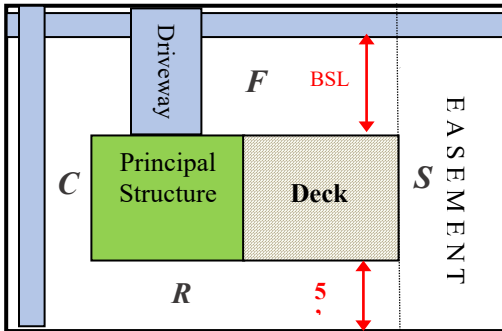 Driveway
F
BSL
EASEMENT
C
Principal
Structure
Deck
S
R
5’